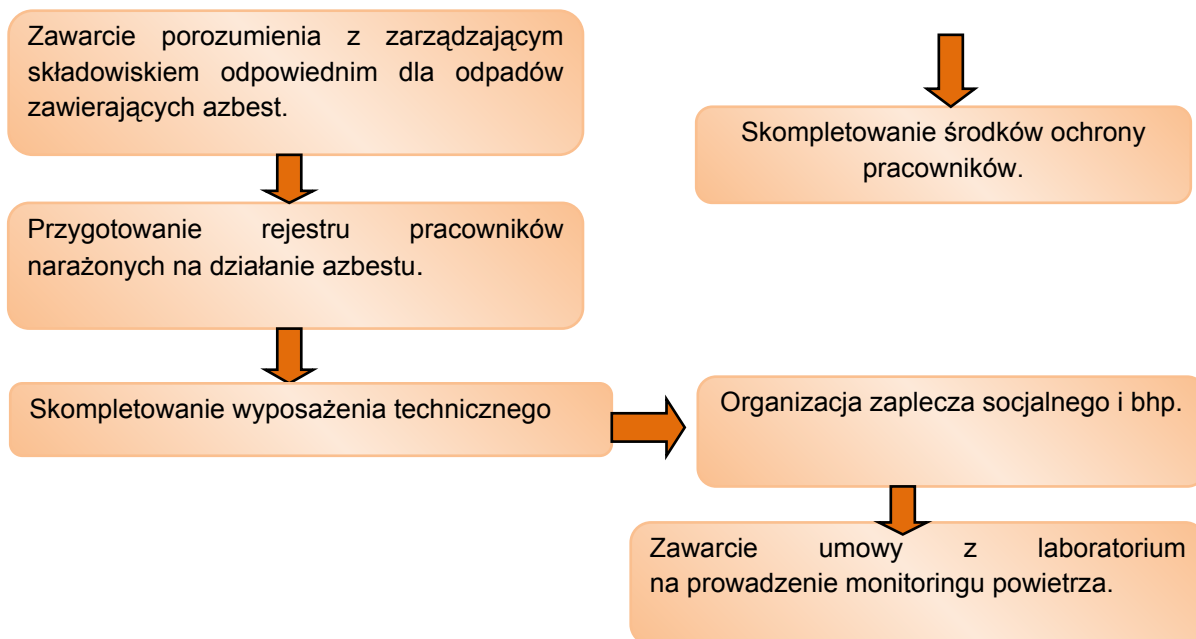 Zawarcie porozumienia z zarządzającym
składowiskiem odpowiednim dla odpadów
zawierających azbest.
Skompletowanie środków ochrony
pracowników.
Przygotowanie rejestru pracowników
narażonych na działanie azbestu.
Skompletowanie wyposażenia technicznego
Organizacja zaplecza socjalnego i bhp.
Zawarcie umowy z laboratorium
na prowadzenie monitoringu powietrza.